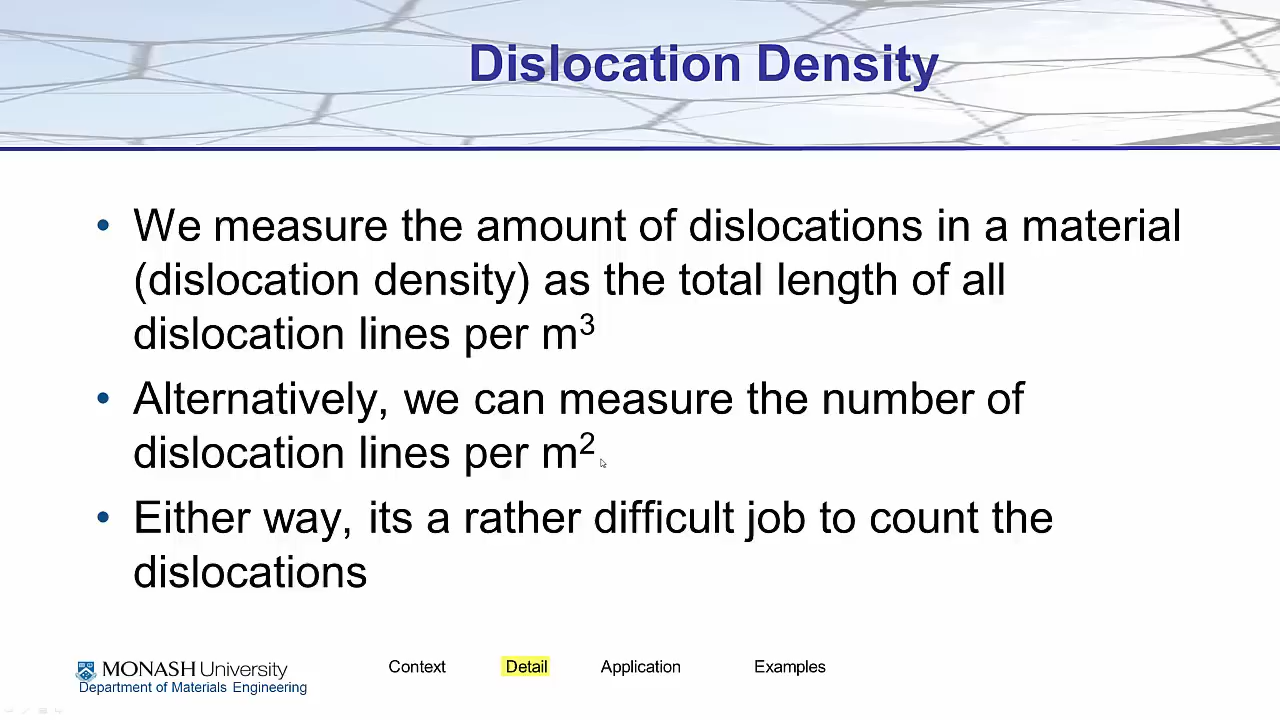 Dislocation Density
• We measure the amount of dislocations in a material
(dislocation density) as the total length of all
dislocation lines per m³
• Alternatively, we can measure the number of
dislocation lines per m²
• Either way, its a rather difficult job to count the
dislocations
MONASH University
Department of Materials Engineering
Context Detail Application Examples